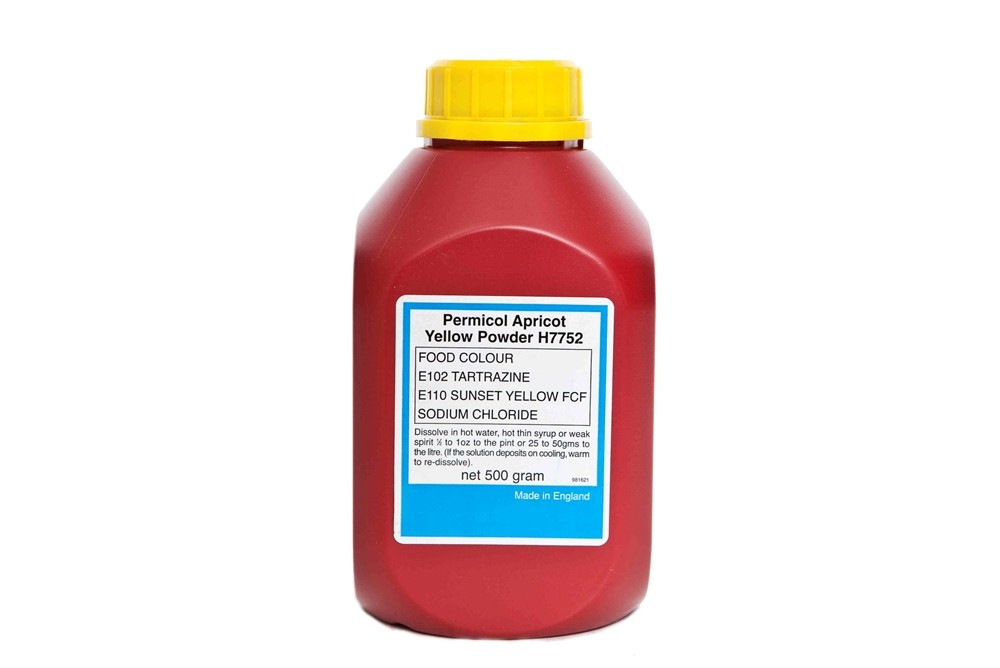 Permicol Apricot
Yellow Powder H7752
FOOD COLOUR
E102 TARTRAZINE
E110 SUNSET YELLOW FCF
SODIUM CHLORIDE
Dissolve in hot water, hot thin syrup or weak
spirit ½ to 1oz to the pint or 25 to 50gms to
the litre. (If the solution deposits on cooling, warm
to re-dissolve).
net 500 gram
981621
Made in England